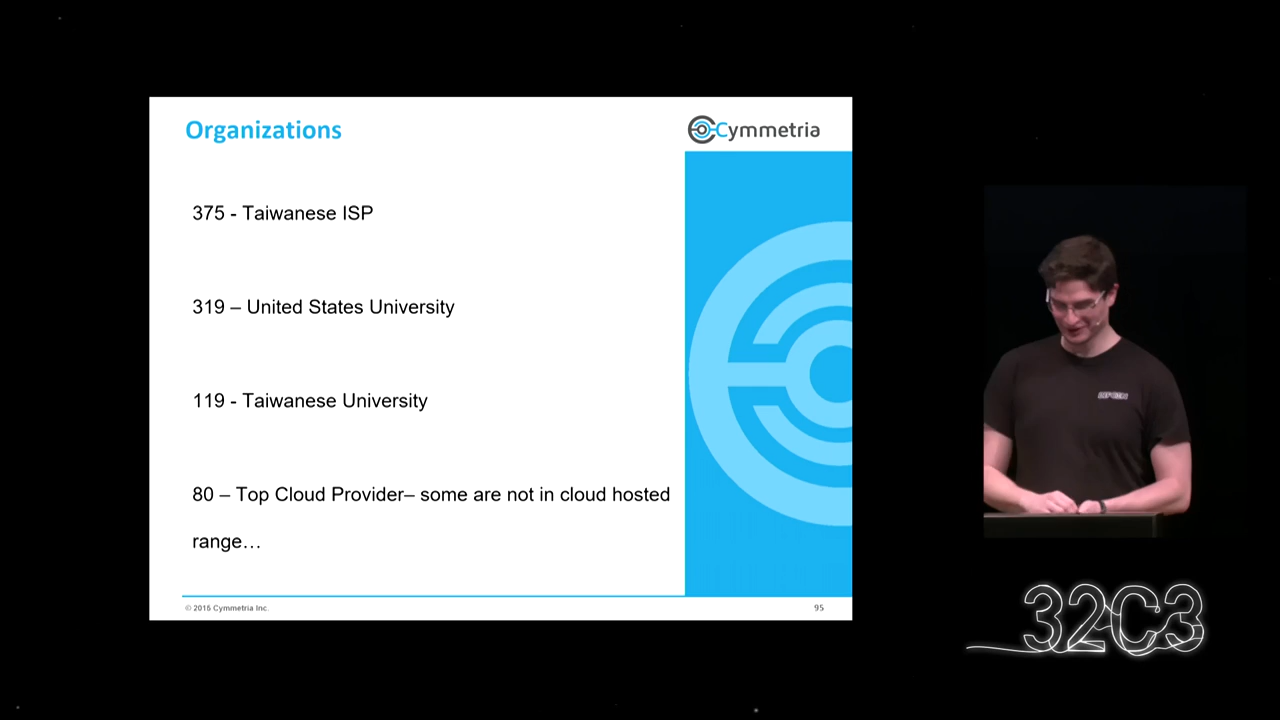 Organizations
Cymmetria
375 - Taiwanese ISP
319 – United States University
119 - Taiwanese University
80 – Top Cloud Provider– some are not in cloud hosted
range…
© 2015 Cymmetria Inc.
95
DEFCON
32C3